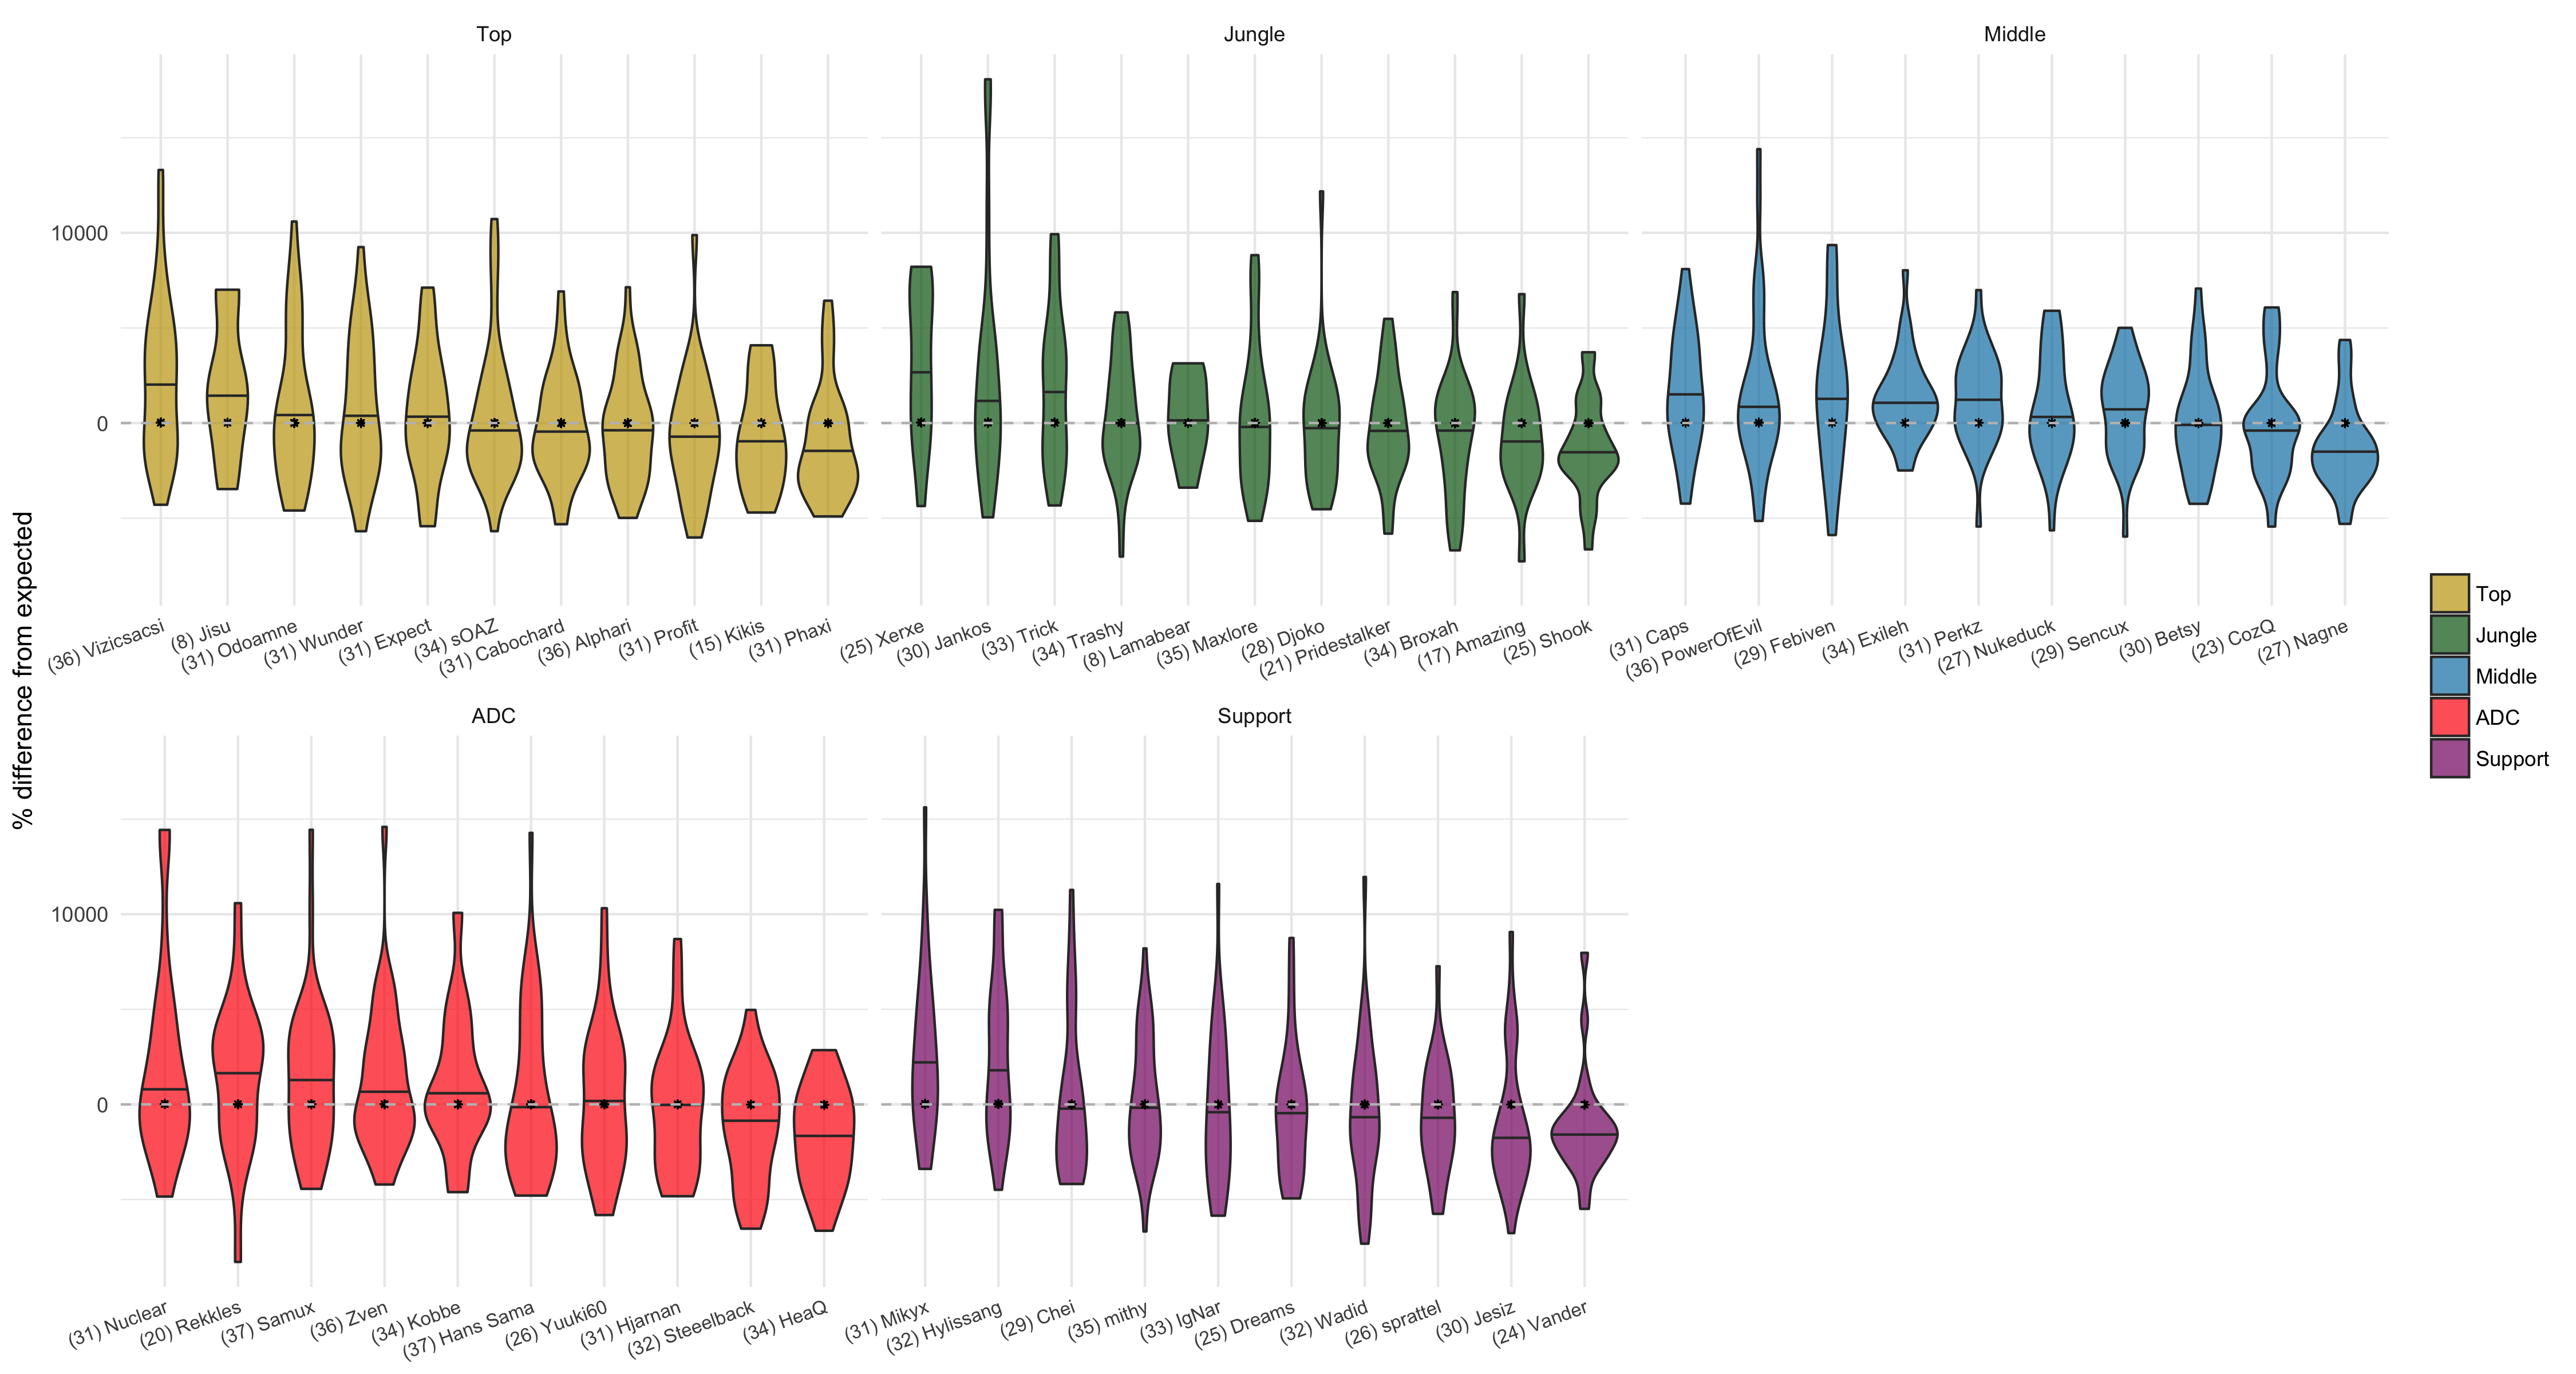 Top
Jungle
Middle
10000
0
(36) Vizicsacsi
(8) Jisu
(31) Odoamne
(31) Wunder
(31) Expect
(34) sOAZ
(31) Cabochard
(36) Alphari
(31) Profit
(15) Kikis
(31) Phaxi
(25) Xerxe
(30) Jankos
(33) Trick
(34) Trashy
(8) Lamabear
(35) Maxlore
(28) Djoko
(21) Pridestalker
(34) Broxah
(17) Amazing
(25) Shook
(31) Caps
(36) PowerOfEvil
(29) Febiven
(34) Exileh
(31) Perkz
(27) Nukeduck
(29) Sencux
(30) Betsy
(23) CozQ
(27) Nagne
% difference from expected
ADC
Support
10000
0
(31) Nuclear
(20) Rekkles
(37) Samux
(36) Zven
(34) Kobbe
(37) Hans Sama
(26) Yuuki60
(31) Hjarnan
(32) Steeelback
(34) HeaQ
(31) Mikyx
(32) Hylissang
(29) Chei
(35) mithy
(33) IgNar
(25) Dreams
(32) Wadid
(26) sprattel
(30) Jesiz
(24) Vander
Top
Jungle
Middle
ADC
Support